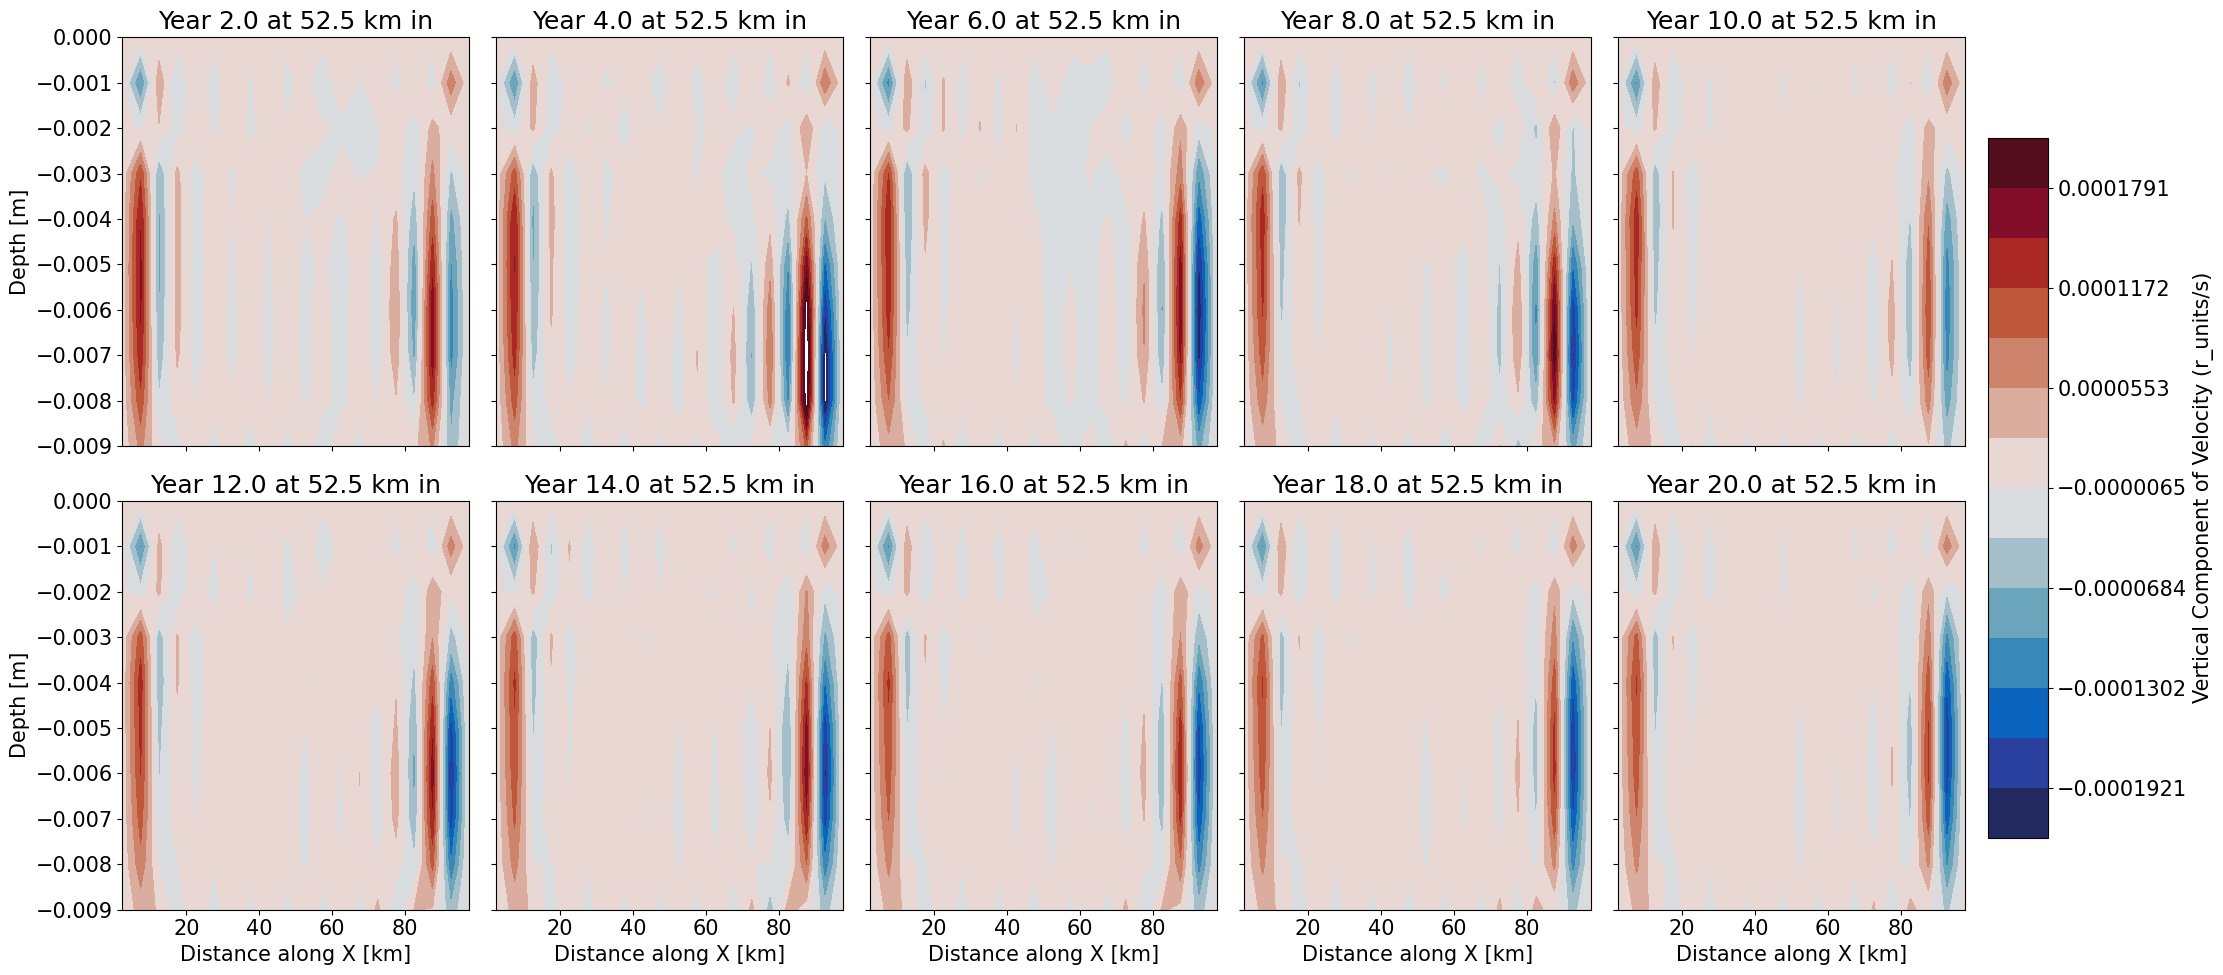 Year 2.0 at 52.5 km in
Year 4.0 at 52.5 km in
Year 6.0 at 52.5 km in
Year 8.0 at 52.5 km in
Year 10.0 at 52.5 km in
0.000
−0.001
−0.002
−0.003
−0.004
−0.005
−0.006
−0.007
−0.008
−0.009
Depth [m]
Year 12.0 at 52.5 km in
Year 14.0 at 52.5 km in
Year 16.0 at 52.5 km in
Year 18.0 at 52.5 km in
Year 20.0 at 52.5 km in
0.000
−0.001
−0.002
−0.003
−0.004
−0.005
−0.006
−0.007
−0.008
−0.009
Depth [m]
20 40 60 80
20 40 60 80
20 40 60 80
20 40 60 80
20 40 60 80
Distance along X [km]
Distance along X [km]
Distance along X [km]
Distance along X [km]
Distance along X [km]
0.0001791
0.0001172
0.0000553
−0.0000065
−0.0000684
−0.0001302
−0.0001921
Vertical Component of Velocity (r_units/s)